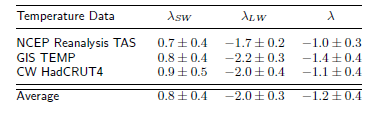 Temperature Data λSW λLW λ
NCEP Reanalysis TAS 0.7 ± 0.4 −1.7 ± 0.2 −1.0 ± 0.3
GIS TEMP 0.8 ± 0.4 −2.2 ± 0.3 −1.4 ± 0.4
CW HadCRUT4 0.9 ± 0.5 −2.0 ± 0.4 −1.1 ± 0.4
Average 0.8 ± 0.4 −2.0 ± 0.3 −1.2 ± 0.4